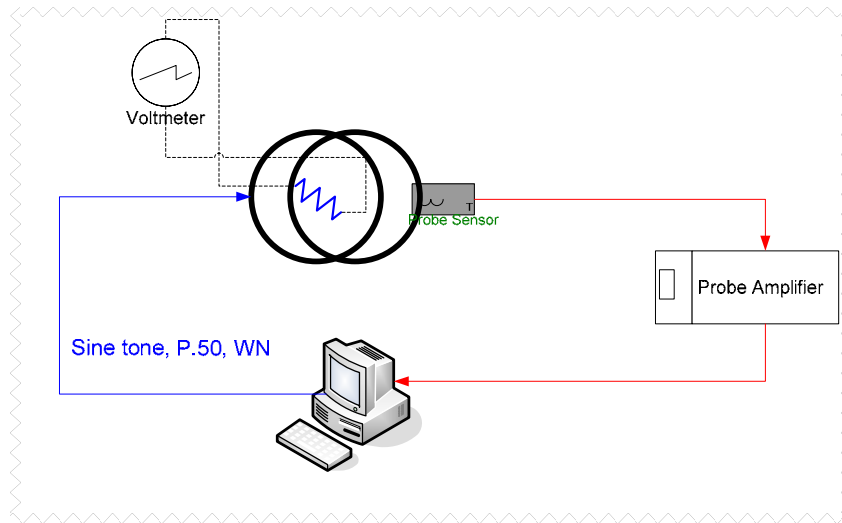 Voltmeter
T
Probe Sensor
Probe Amplifier
Sine tone, P.50, WN